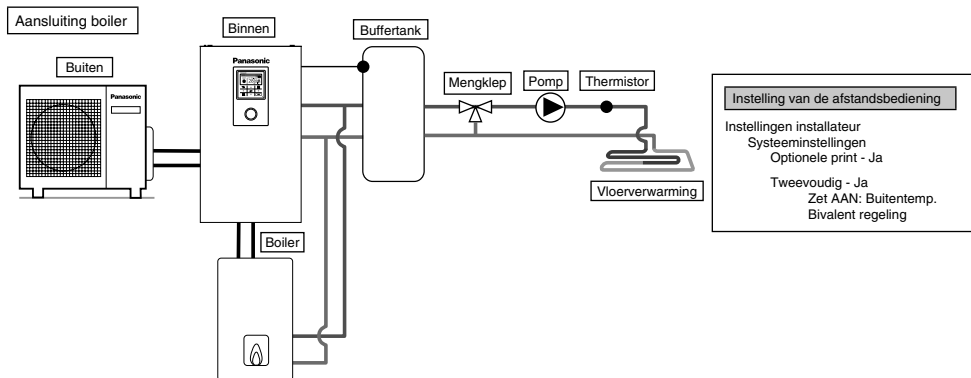 Aansluiting boiler
Binnen
Buffertank
Buiten
Panasonic
Panasonic
Mengklep
Pomp
Thermistor
Vloerverwarming
Boiler
Instelling van de afstandsbediening
Instellingen installateur
Systeeminstellingen
Optionele print - Ja
Tweevoudig - Ja
Zet AAN: Buitentemp.
Bivalent regeling